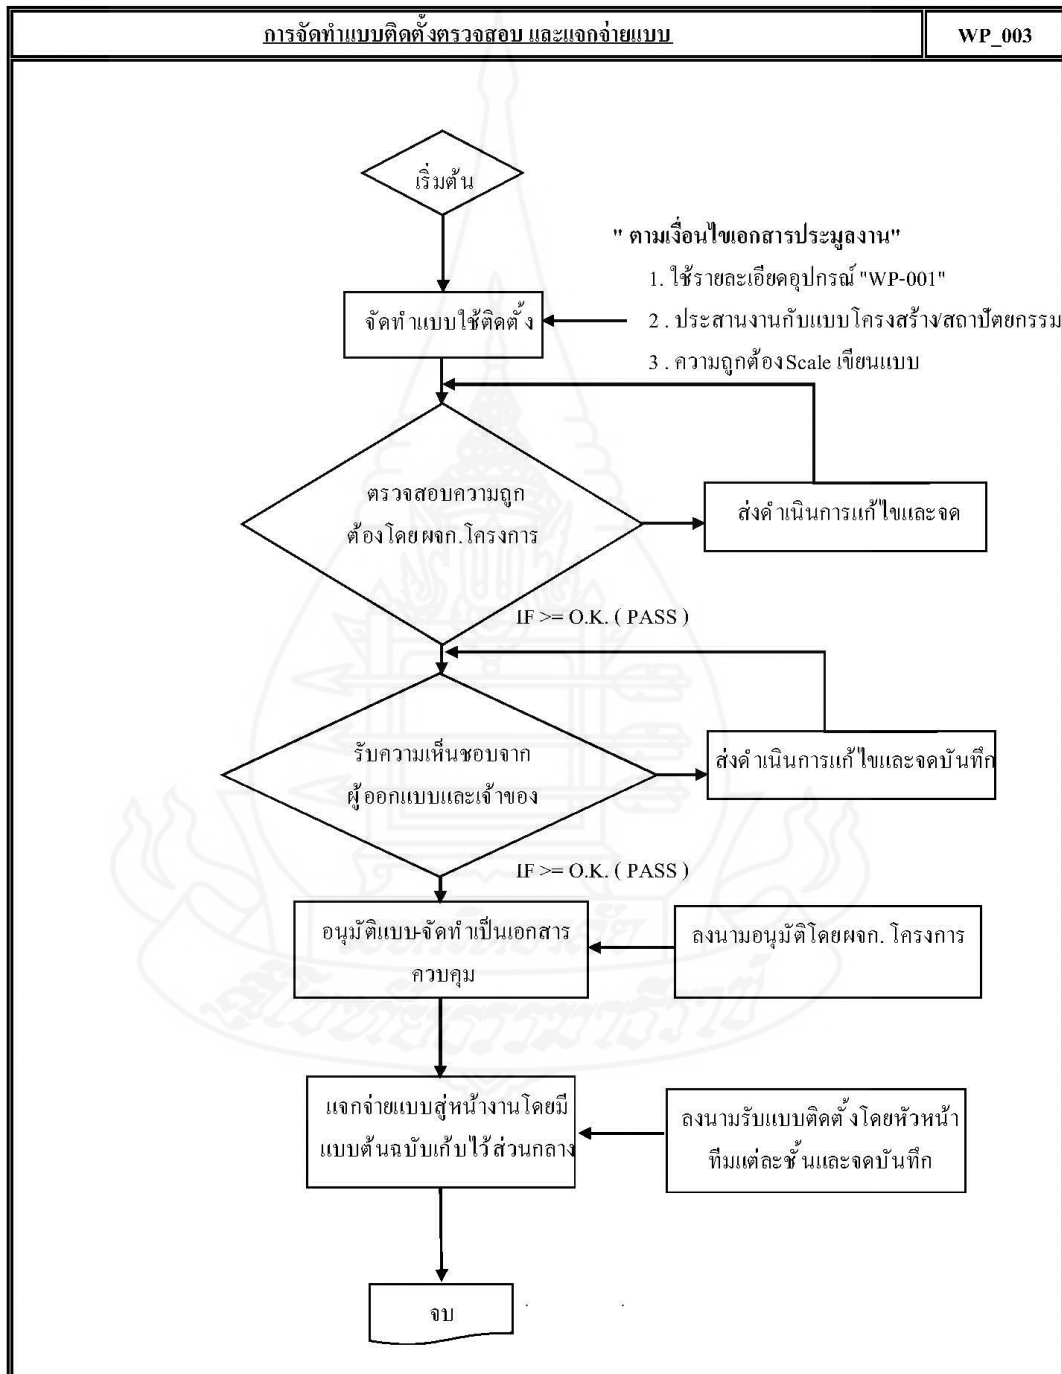 การจัดทำแบบติดตั้งตรวจสอบ และแจกจ่ายแบบ
WP_003
เริ่มต้น
" ตามเงื่อนไขเอกสารประมูลงาน"
1. ใช้รายละเอียดอุปกรณ์ "WP-001"
จัดทำแบบใช้ติดตั้ง
2 . ประสานงานกับแบบโครงสร้าง/สถาปัตยกรรม
3 . ความถูกต้อง Scale เขียนแบบ
ตรวจสอบความถูก
ต้องโดย ผจก.โครงการ
ส่งดำเนินการแก้ไขและจด
IF >= O.K. ( PASS )
รับความเห็นชอบจาก
ผู้ออกแบบและเจ้าของ
ส่งดำเนินการแก้ไขและจดบันทึก
IF >= O.K. ( PASS )
อนุมัติแบบ-จัดทำเป็นเอกสาร
ควบคุม
ลงนามอนุมัติโดยผจก. โครงการ
แจกจ่ายแบบสู่หน้างานโดยมี
แบบต้นฉบับเก็บไว้ส่วนกลาง
ลงนามรับแบบติดตั้งโดยหัวหน้า
ทีมแต่ละชั้นและจดบันทึก
จบ